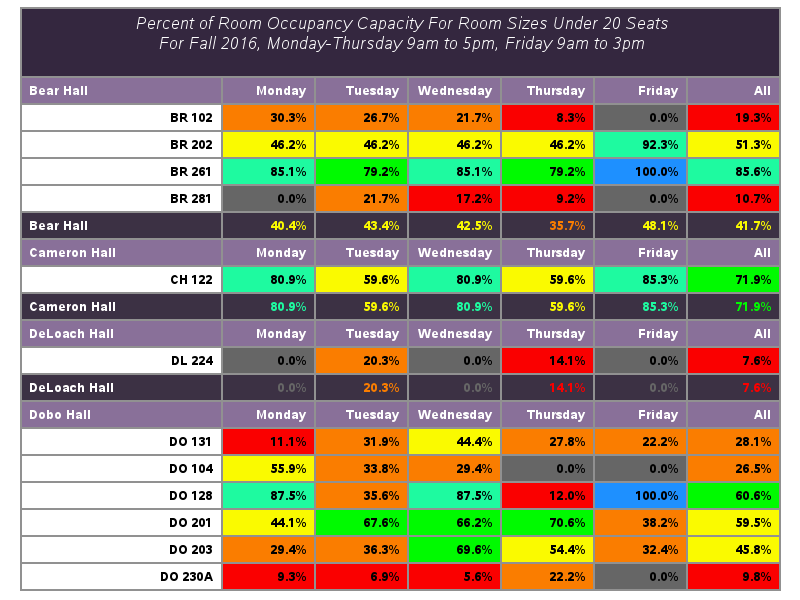 Percent of Room Occupancy Capacity For Room Sizes Under 20 Seats
For Fall 2016, Monday-Thursday 9am to 5pm, Friday 9am to 3pm
Bear Hall Monday Tuesday Wednesday Thursday Friday All
BR 102 30.3% 26.7% 21.7% 8.3% 0.0% 19.3%
BR 202 46.2% 46.2% 46.2% 46.2% 92.3% 51.3%
BR 261 85.1% 79.2% 85.1% 79.2% 100.0% 85.6%
BR 281 0.0% 21.7% 17.2% 9.2% 0.0% 10.7%
Bear Hall 40.4% 43.4% 42.5% 35.7% 48.1% 41.7%
Cameron Hall Monday Tuesday Wednesday Thursday Friday All
CH 122 80.9% 59.6% 80.9% 59.6% 85.3% 71.9%
Cameron Hall 80.9% 59.6% 80.9% 59.6% 85.3% 71.9%
DeLoach Hall Monday Tuesday Wednesday Thursday Friday All
DL 224 0.0% 20.3% 0.0% 14.1% 0.0% 7.6%
DeLoach Hall 0.0% 20.3% 0.0% 14.1% 0.0% 7.6%
Dobo Hall Monday Tuesday Wednesday Thursday Friday All
DO 131 11.1% 31.9% 44.4% 27.8% 22.2% 28.1%
DO 104 55.9% 33.8% 29.4% 0.0% 0.0% 26.5%
DO 128 87.5% 35.6% 87.5% 12.0% 100.0% 60.6%
DO 201 44.1% 67.6% 66.2% 70.6% 38.2% 59.5%
DO 203 29.4% 36.3% 69.6% 54.4% 32.4% 45.8%
DO 230A 9.3% 6.9% 5.6% 22.2% 0.0% 9.8%